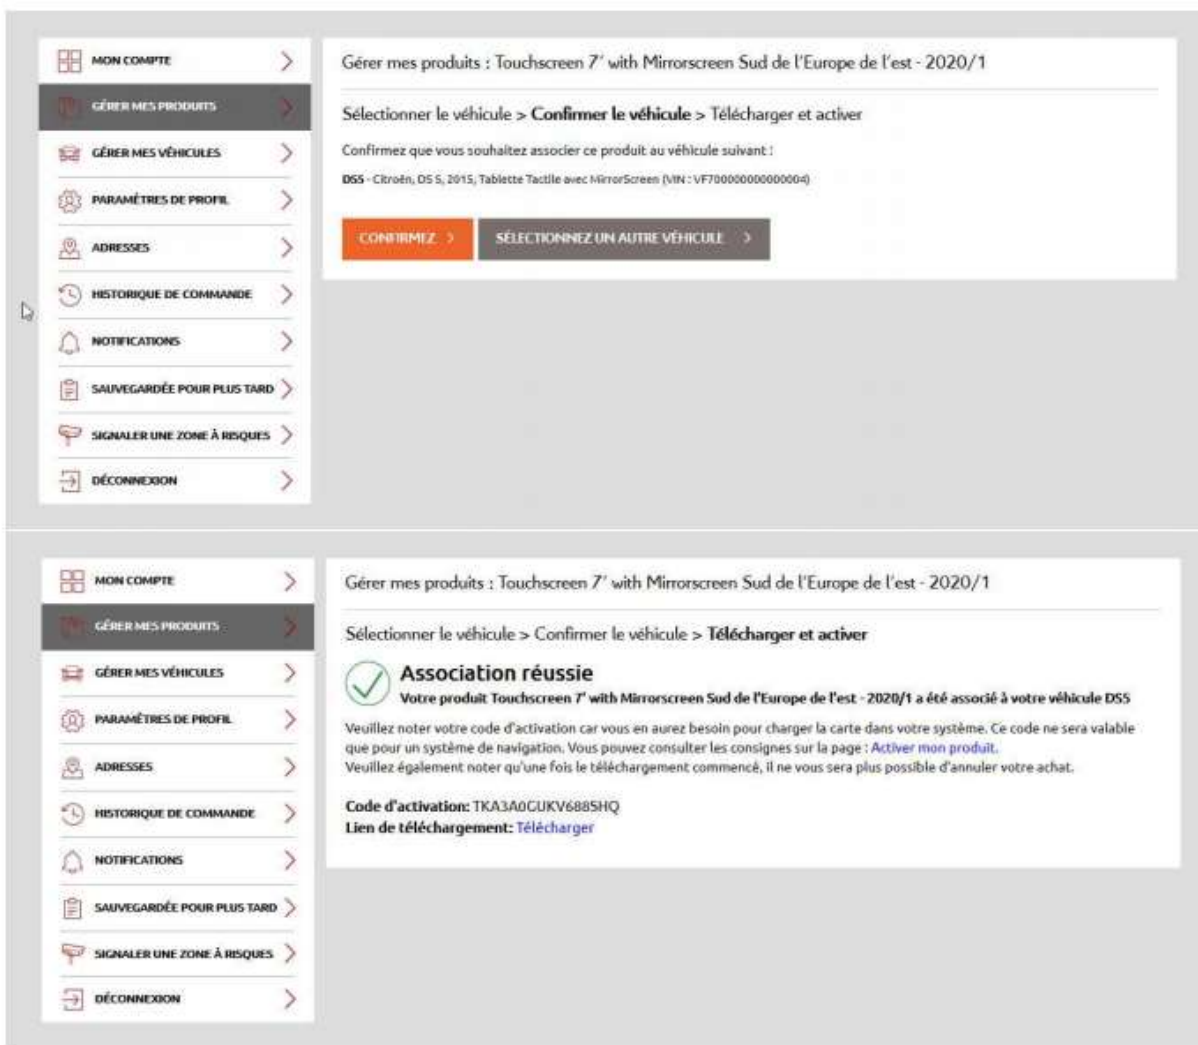 MON COMPTE
GÉRER MES PRODUITS
GÉRER MES VÉHICULES
PARAMÈTRES DE PROFIL
ADRESSES
HISTORIQUE DE COMMANDE
NOTIFICATIONS
SAUVEGARDÉE POUR PLUS TARD
SIGNALER UNE ZONE À RISQUES
DÉCONNEXION
Gérer mes produits : Touchscreen 7' with Mirrorscreen Sud de l'Europe de l'est - 2020/1
Sélectionner le véhicule > Confirmer le véhicule > Télécharger et activer
Confirmez que vous souhaitez associer ce produit au véhicule suivant :
DS5 - Citroën, DS 5, 2015, Tablette Tactile avec MirrorScreen (VIN : VF700000000000004)
CONFIRMEZ >
SÉLECTIONNEZ UN AUTRE VÉHICULE >
MON COMPTE
GÉRER MES PRODUITS
GÉRER MES VÉHICULES
PARAMÈTRES DE PROFIL
ADRESSES
HISTORIQUE DE COMMANDE
NOTIFICATIONS
SAUVEGARDÉE POUR PLUS TARD
SIGNALER UNE ZONE À RISQUES
DÉCONNEXION
Gérer mes produits : Touchscreen 7' with Mirrorscreen Sud de l'Europe de l'est - 2020/1
Sélectionner le véhicule > Confirmer le véhicule > Télécharger et activer
Association réussie
Votre produit Touchscreen 7' with Mirrorscreen Sud de l'Europe de l'est - 2020/1 a été associé à votre véhicule DS5
Veuillez noter votre code d'activation car vous en aurez besoin pour charger la carte dans votre système. Ce code ne sera valable
que pour un système de navigation. Vous pouvez consulter les consignes sur la page : Activer mon produit.
Veuillez également noter qu'une fois le téléchargement commencé, il ne vous sera plus possible d'annuler votre achat.
Code d'activation: TKA3A0GUKV6885HQ
Lien de téléchargement: Télécharger